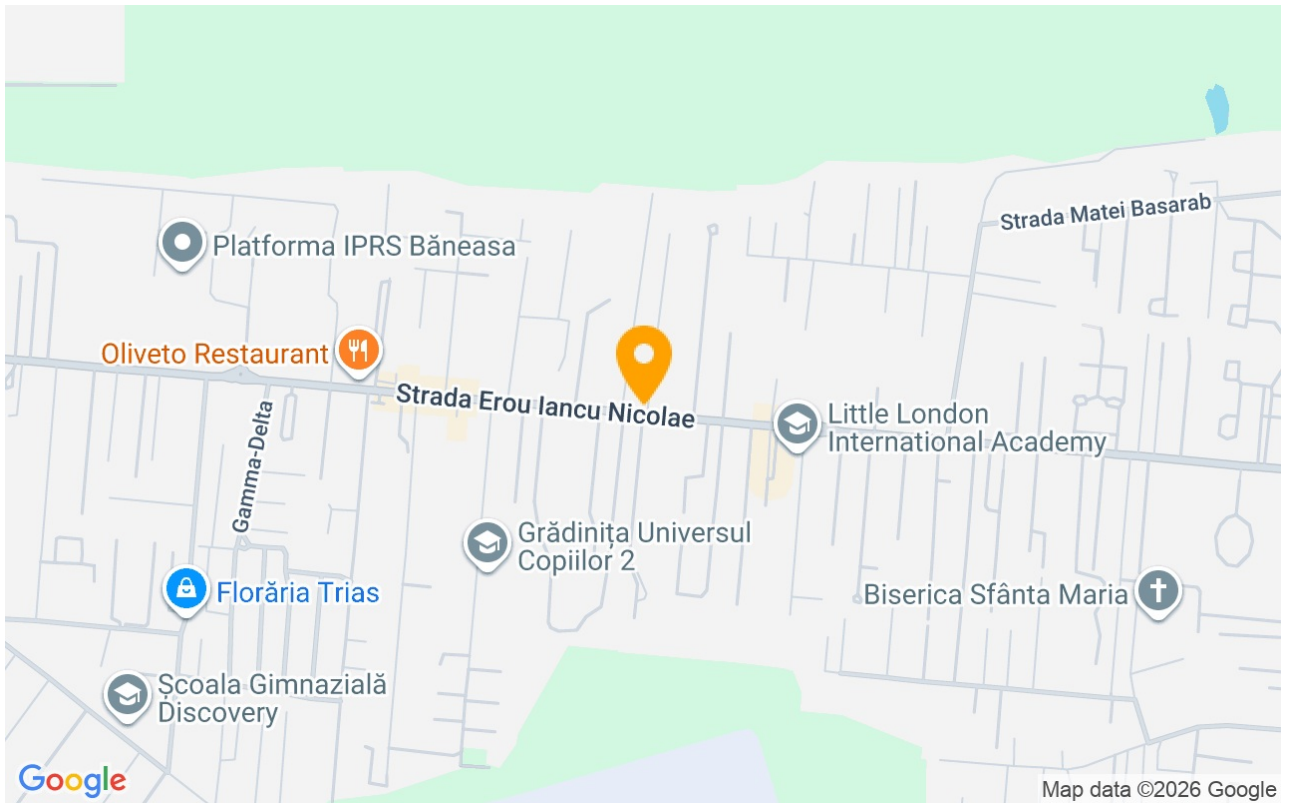 Strada Matei Basarab
Platforma IPRS Băneasa
Oliveto Restaurant
Strada Erou Iancu Nicolae
Little London
International Academy
Gamma-Delta
Grădinița Universul
Copiilor 2
Florăria Trias
Biserica Sfânta Maria
Școala Gimnazială
Discovery
Google
Map data ©2026 Google